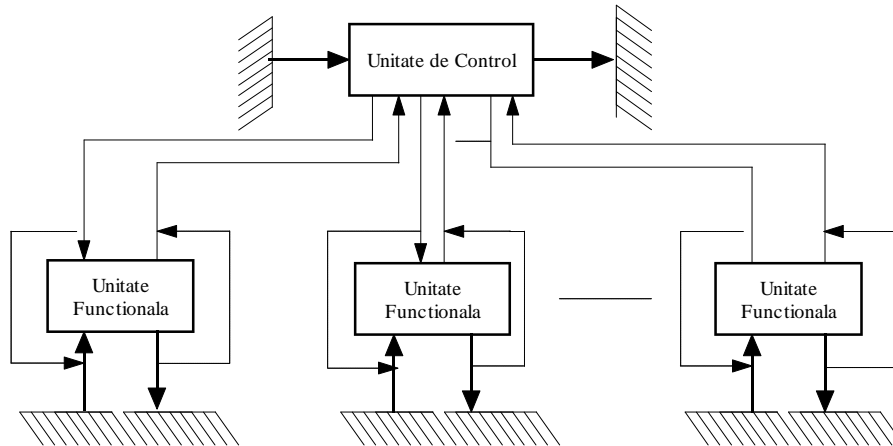 Unitate de Control
Unitate
Functionala
Unitate
Functionala
Unitate
Functionala